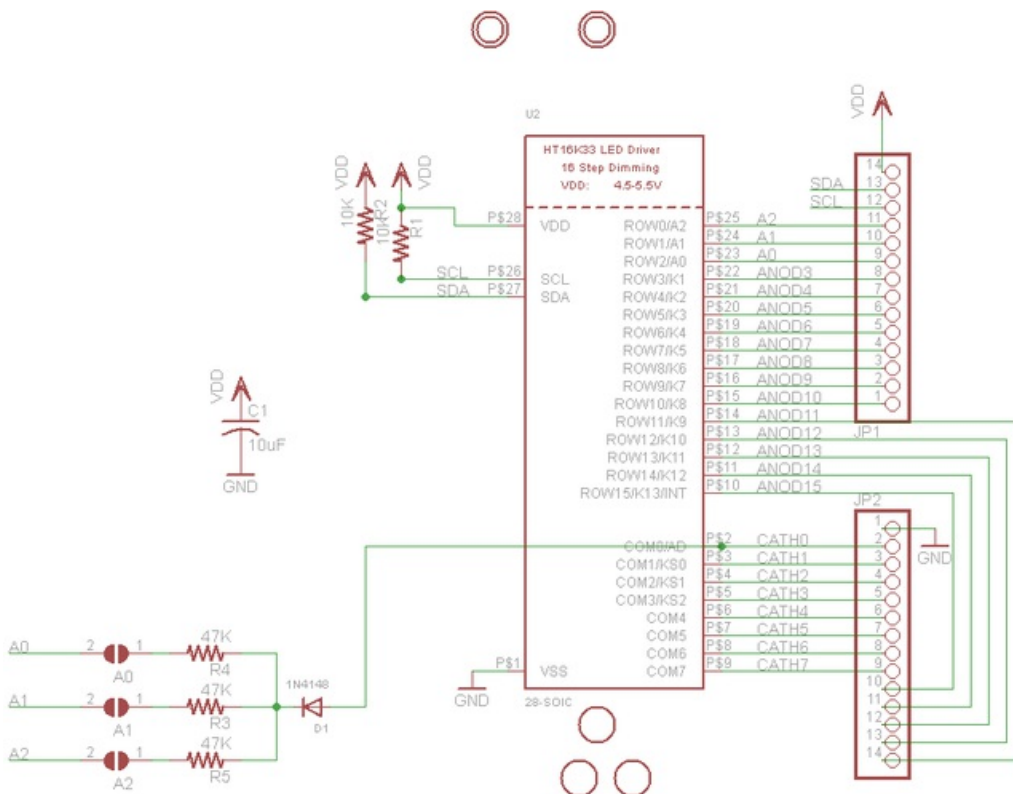 U2
HT16K33 LED Driver
16 Step Dimming
VDD: 4.5-5.5V
VDD
VDD
VDD
10K
R2
10K
R1
SCL
SDA
P$28
P$26
P$27
VDD
SCL
SDA
ROW0/A2
ROW1/A1
ROW2/A0
ROW3/K1
ROW4/K2
ROW5/K3
ROW6/K4
ROW7/K5
ROW8/K6
ROW9/K7
ROW10/K8
ROW11/K9
ROW12/K10
ROW13/K11
ROW14/K12
ROW15/K13/INT
COM0/AD
COM1/KS0
COM2/KS1
COM3/KS2
COM4
COM5
COM6
COM7
P$25 A2
P$24 A1
P$23 A0
P$22 ANOD3
P$21 ANOD4
P$20 ANOD5
P$19 ANOD6
P$18 ANOD7
P$17 ANOD8
P$16 ANOD9
P$15 ANOD10
P$14 ANOD11
P$13 ANOD12
P$12 ANOD13
P$11 ANOD14
P$10 ANOD15
P$2 CATH0
P$3 CATH1
P$4 CATH2
P$5 CATH3
P$6 CATH4
P$7 CATH5
P$8 CATH6
P$9 CATH7
SDA
SCL
14
13
12
11
10
9
8
7
6
5
4
3
2
1
JP1
JP2
1
2
3
4
5
6
7
8
9
10
11
12
13
14
GND
VDD
C1
10uF
GND
A0 2 1 47K
A0 R4
A1 2 1 47K
A1 R3
A2 2 1 47K
A2 R5
1N4148
D1
P$1 VSS
GND
28-SOIC